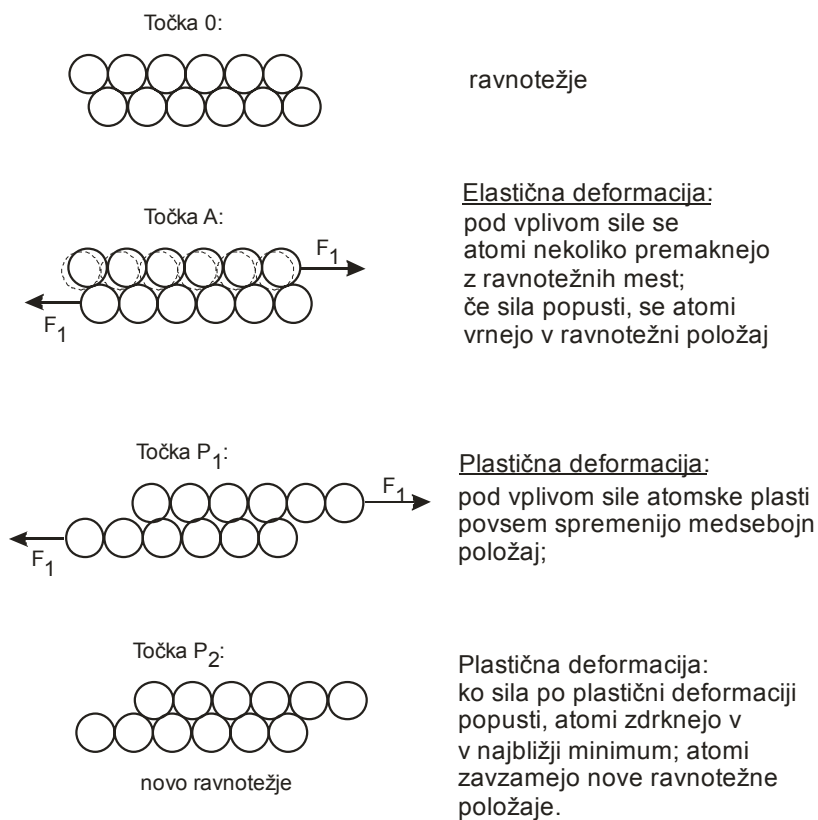 Točka 0:
ravnotežje
Točka A:
F1
F1
Elastična deformacija:
pod vplivom sile se
atomi nekoliko premaknejo
z ravnotežnih mest;
če sila popusti, se atomi
vrnejo v ravnotežni položaj
Točka P1:
F1
F1
Plastična deformacija:
pod vplivom sile atomske plasti
povsem spremenijo medsebojn
položaj;
Točka P2:
novo ravnotežje
Plastična deformacija:
ko sila po plastični deformaciji
popusti, atomi zdrknejo v
v najbližji minimum; atomi
zavzamejo nove ravnotežne
položaje.